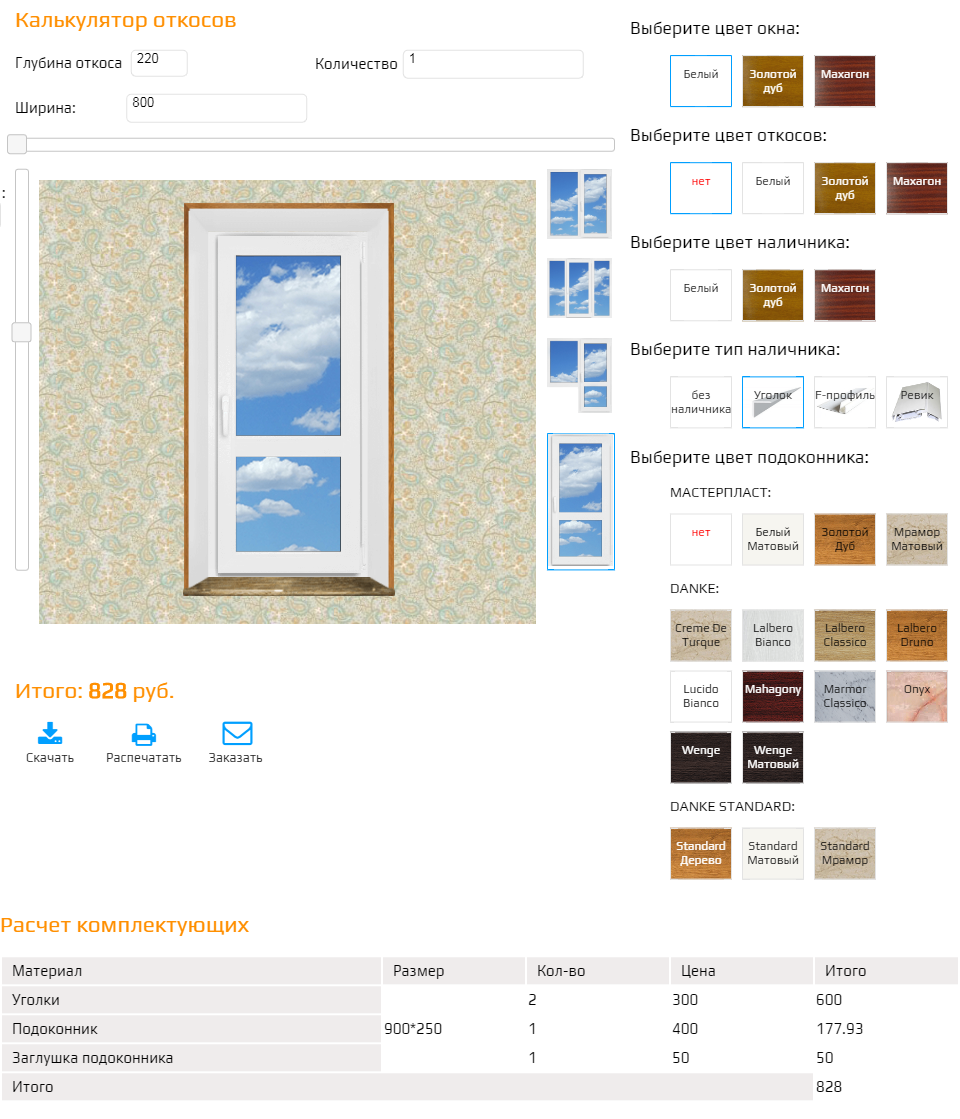 Калькулятор откосов
Глубина откоса 220 Количество 1
Ширина: 800
:
Итого: 828 руб.
Скачать Распечатать Заказать
Выберите цвет окна:
Белый Золотой дуб Махагон
Выберите цвет откосов:
нет Белый Золотой дуб Махагон
Выберите цвет наличника:
Белый Золотой дуб Махагон
Выберите тип наличника:
без наличника Уголок F-профиль Ревик
Выберите цвет подоконника:
МАСТЕРПЛАСТ:
нет Белый Матовый Золотой Дуб Мрамор Матовый
DANKE:
Creme De Turque Lalbero Bianco Lalbero Classico Lalbero Druno
Lucido Bianco Mahagony Marmor Classico Onyx
Wenge Wenge Матовый
DANKE STANDARD:
Standard Дерево Standard Матовый Standard Мрамор
Расчет комплектующих
Материал Размер Кол-во Цена Итого
Уголки 2 300 600
Подоконник 900*250 1 400 177.93
Заглушка подоконника 1 50 50
Итого 828